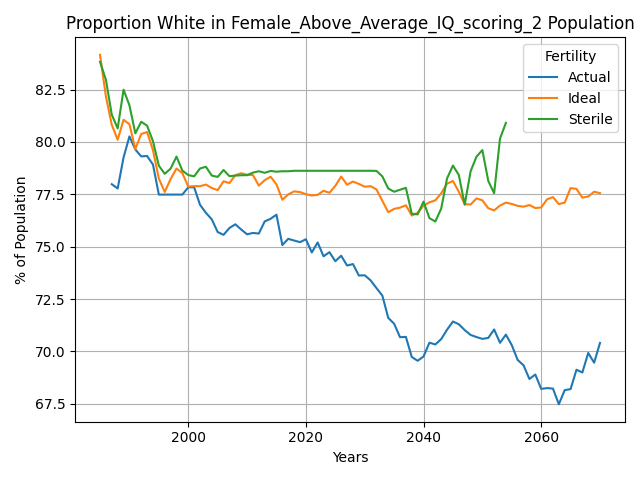 Proportion White in Female_Above_Average_IQ_scoring_2 Population
Fertility
Actual
Ideal
Sterile
% of Population
82.5
80.0
77.5
75.0
72.5
70.0
67.5
2000
2020
2040
2060
Years